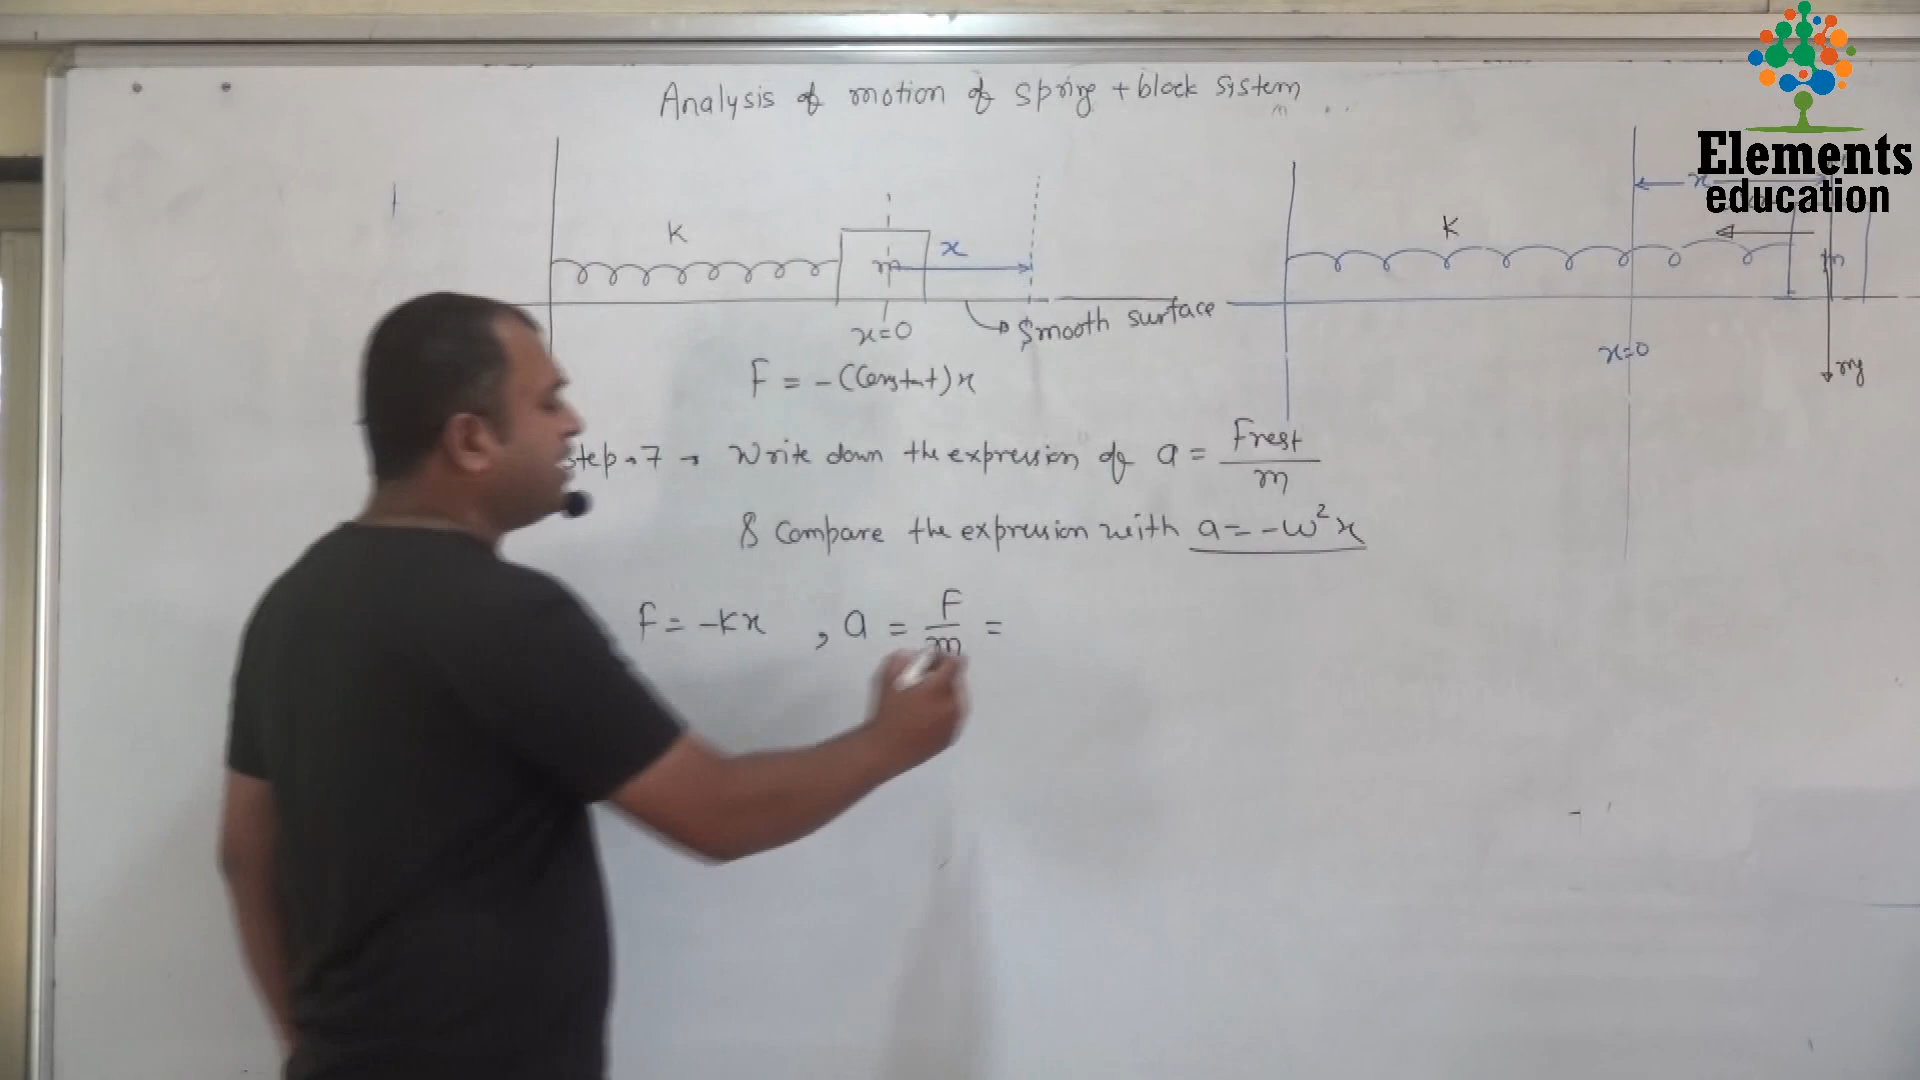 Analysis of motion of spring + block system
Elements
education
K
m
x
x=0
Smooth surface
K
x
m
x=0
mg
F = -(Constant)x
Step-7 → Write down the expression of a = Frest/m
& Compare the expression with a=-ω²x
F = -Kx , a = F/m =